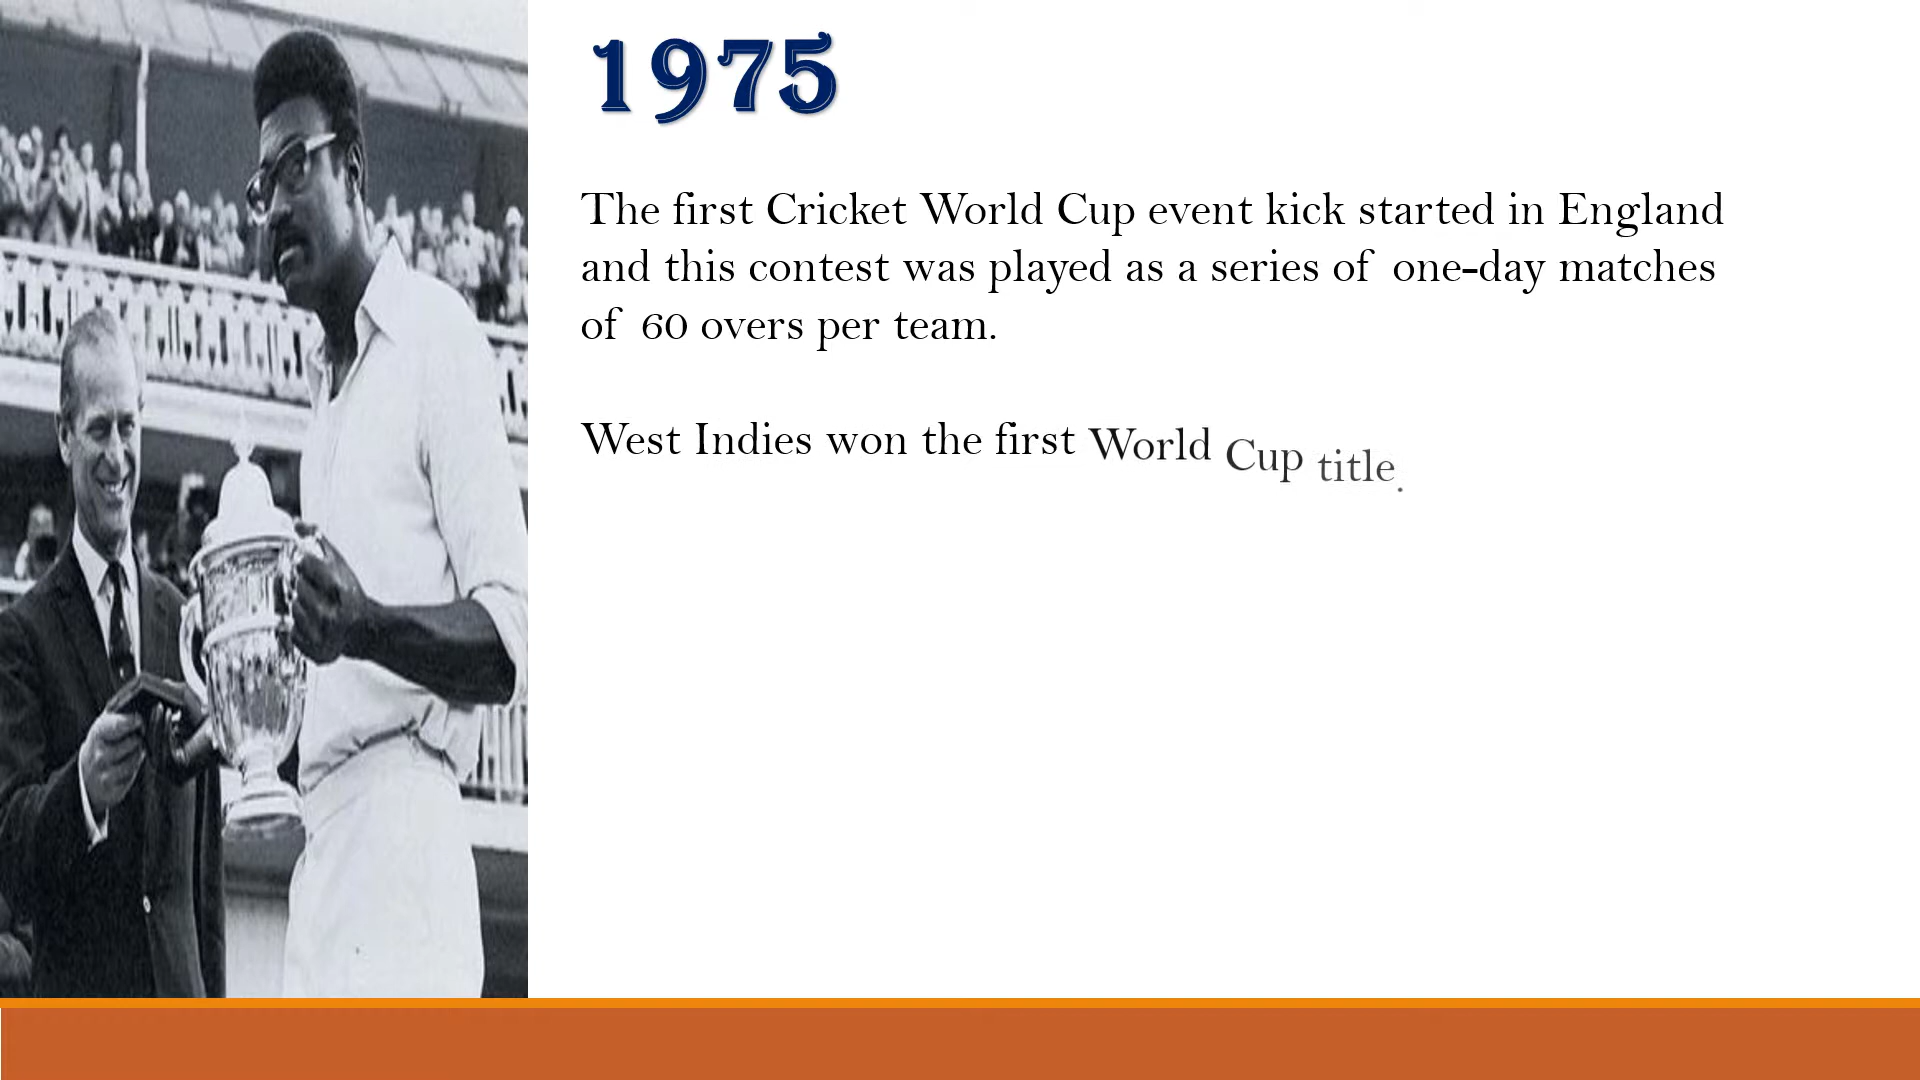 1975
The first Cricket World Cup event kick started in England
and this contest was played as a series of one-day matches
of 60 overs per team.
West Indies won the first World Cup title.